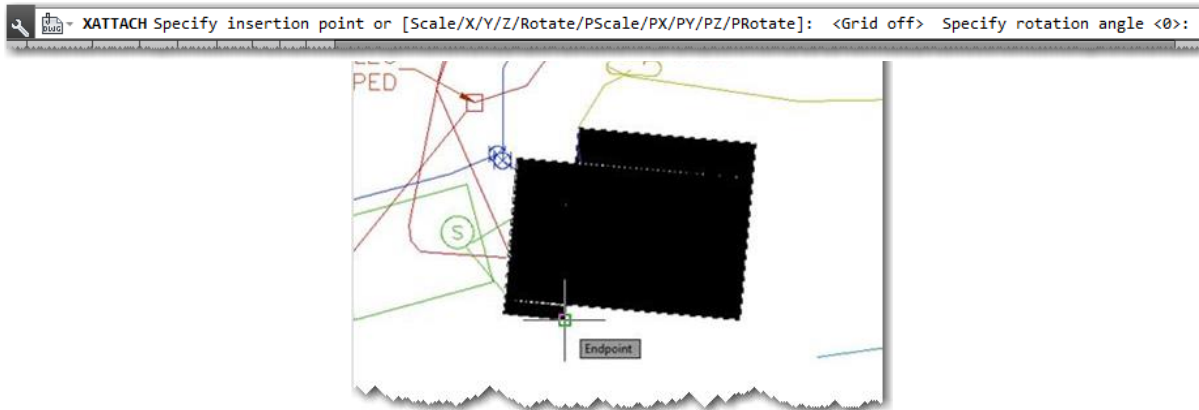 DWG XATTACH Specify insertion point or [Scale/X/Y/Z/Rotate/PScale/PX/PY/PZ/PRotate]: <Grid off> Specify rotation angle <0>:
PED
S
Endpoint